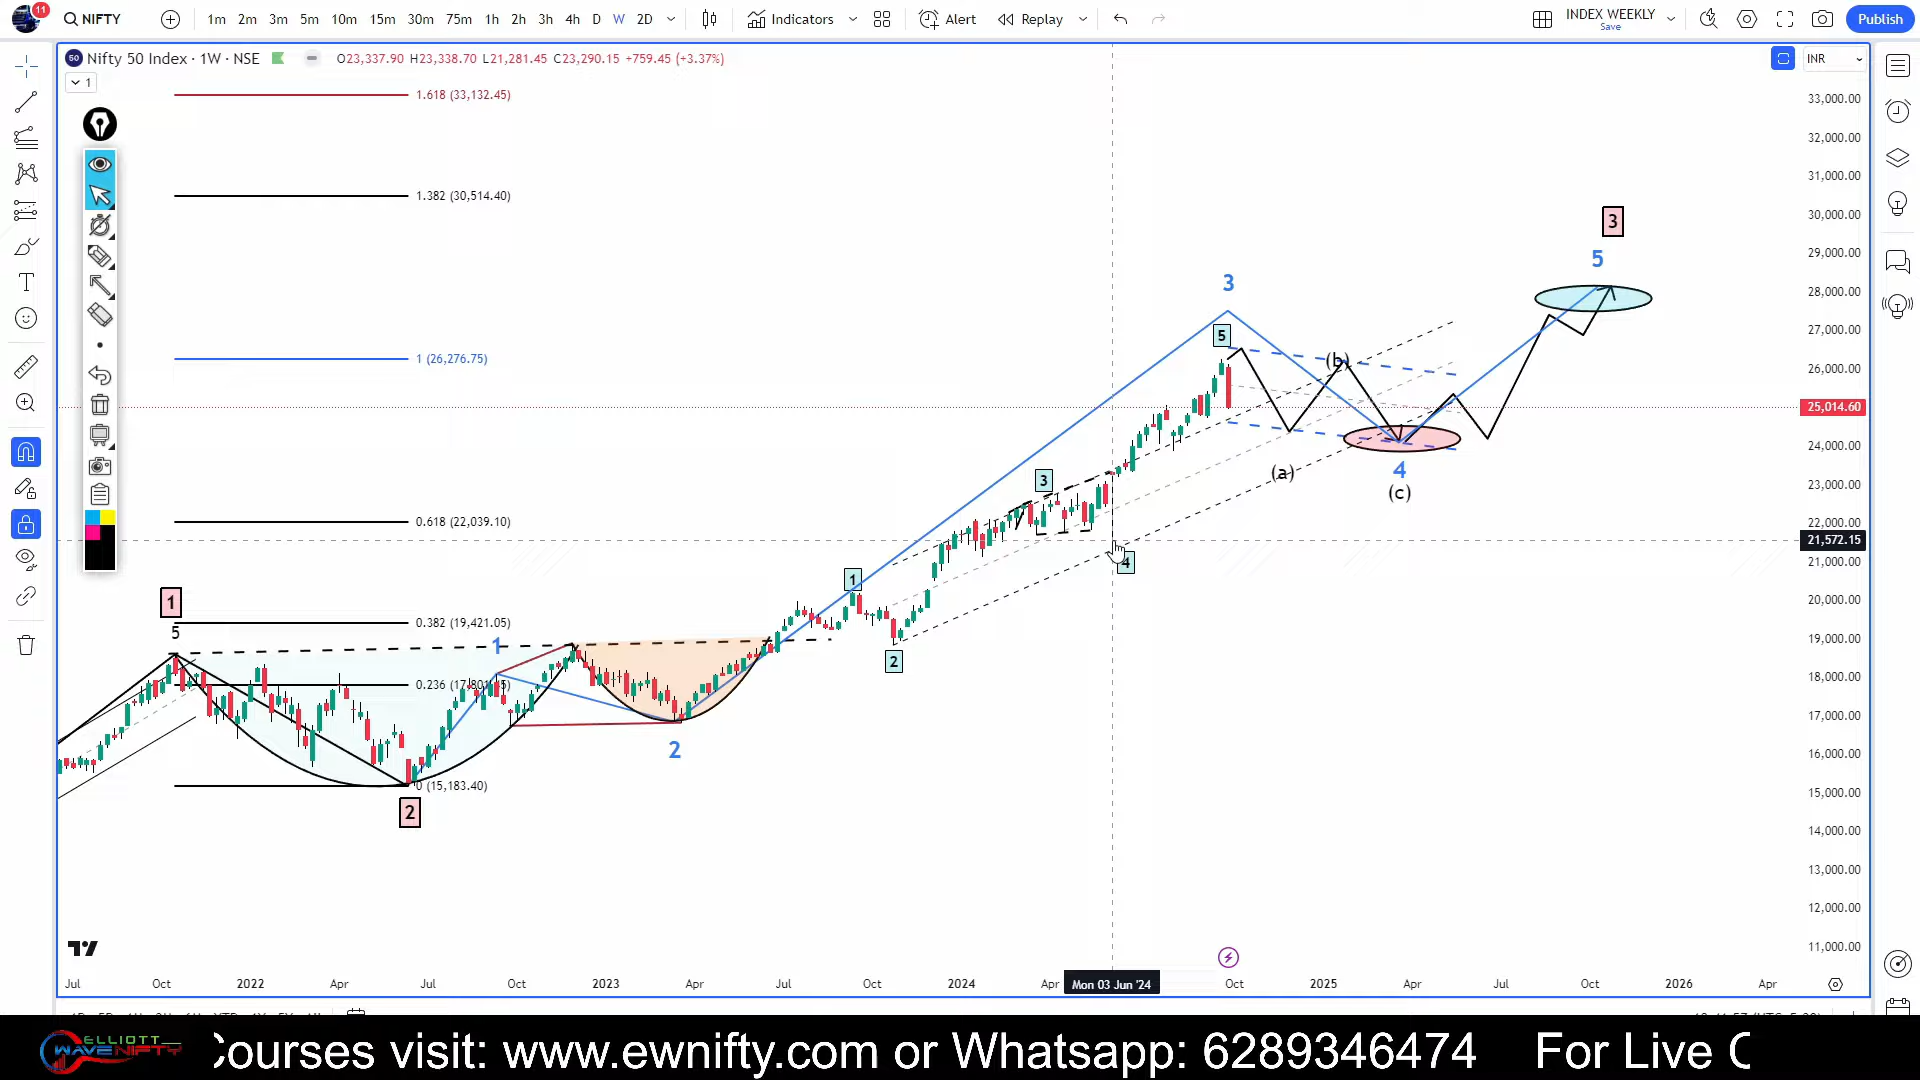 11
NIFTY
1m 2m 3m 5m 10m 15m 30m 75m 1h 2h 3h 4h D W 2D
Indicators
Alert
Replay
INDEX WEEKLY
Save
Publish
50 Nifty 50 Index · 1W · NSE
O23,337.90 H23,338.70 L21,281.45 C23,290.15 +759.45 (+3.37%)
INR
1
1.618 (33,132.45)
33,000.00
32,000.00
1.382 (30,514.40)
31,000.00
30,000.00
3
29,000.00
5
3
28,000.00
5
27,000.00
1 (26,276.75)
(b)
26,000.00
25,014.60
24,000.00
4
(a)
(c)
3
23,000.00
0.618 (22,039.10)
22,000.00
21,572.15
4
21,000.00
1
20,000.00
1
5
0.382 (19,421.05)
1
19,000.00
2
0.236 (17,801.45)
18,000.00
17,000.00
2
16,000.00
0 (15,183.40)
15,000.00
2
14,000.00
13,000.00
12,000.00
11,000.00
Jul Oct 2022 Apr Jul Oct 2023 Apr Jul Oct 2024 Apr Mon 03 Jun '24 Oct 2025 Apr Jul Oct 2026 Apr
ELLIOTT
WAVENIFTY
Courses visit: www.ewnifty.com or Whatsapp: 6289346474 For Live